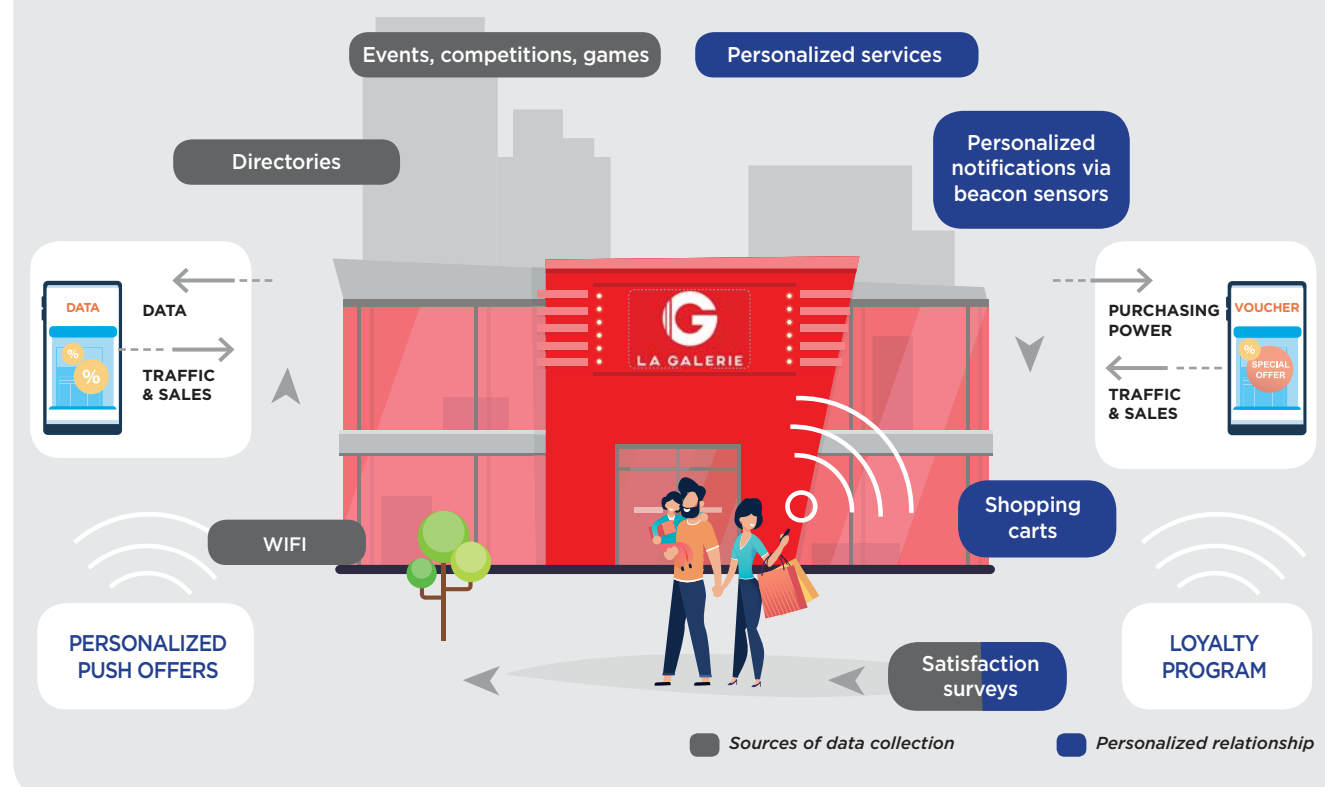 Events, competitions, games
Personalized services
Directories
Personalized
notifications via
beacon sensors
DATA
%
%
DATA
TRAFFIC
& SALES
G
LA GALERIE
PURCHASING
POWER
TRAFFIC
& SALES
VOUCHER
%
SPECIAL
OFFER
WIFI
Shopping
carts
PERSONALIZED
PUSH OFFERS
LOYALTY
PROGRAM
Satisfaction
surveys
Sources of data collection
Personalized relationship